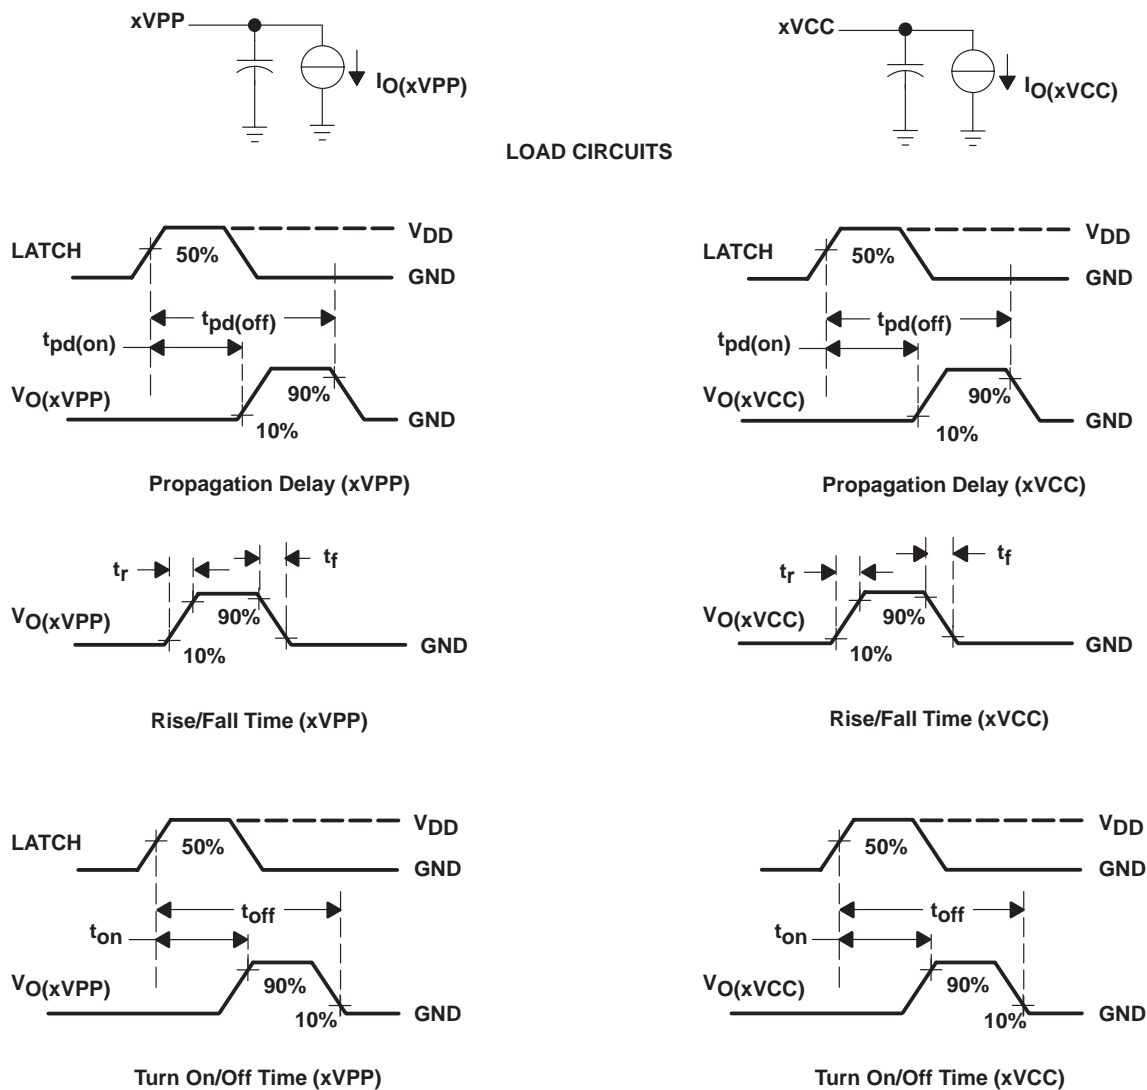 xVPP
IO(xVPP)
xVCC
IO(xVCC)
LOAD CIRCUITS
LATCH
50%
VDD
GND
tpd(off)
tpd(on)
VO(xVPP)
90%
10%
GND
Propagation Delay (xVPP)
LATCH
50%
VDD
GND
tpd(off)
tpd(on)
VO(xVCC)
90%
10%
GND
Propagation Delay (xVCC)
tr
tf
VO(xVPP)
90%
10%
GND
Rise/Fall Time (xVPP)
tr
tf
VO(xVCC)
90%
10%
GND
Rise/Fall Time (xVCC)
LATCH
50%
VDD
GND
toff
ton
VO(xVPP)
90%
10%
GND
Turn On/Off Time (xVPP)
LATCH
50%
VDD
GND
toff
ton
VO(xVCC)
90%
10%
GND
Turn On/Off Time (xVCC)